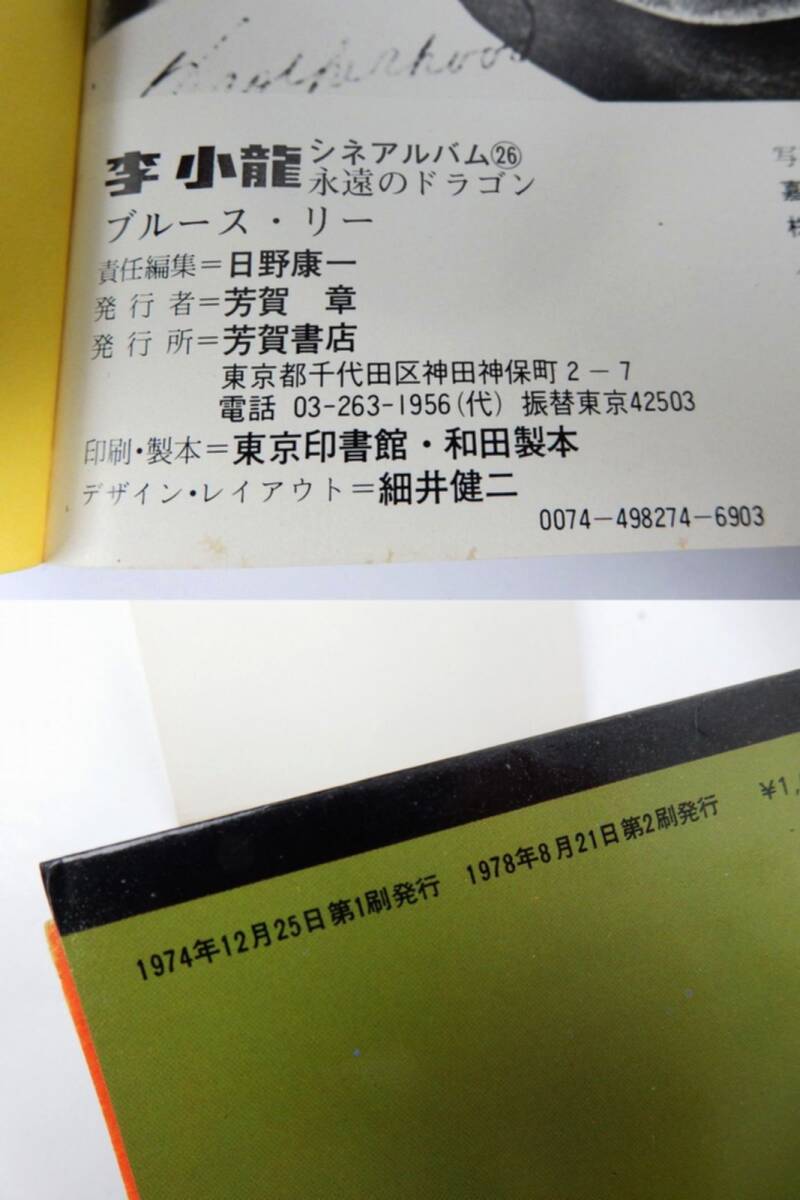 李小龍 シネアルバム㉖
永遠のドラゴン
ブルース・リー
責任編集＝日野康一
発行者＝芳賀　章
発行所＝芳賀書店
東京都千代田区神田神保町2－7
電話 03-263-1956(代) 振替東京42503
印刷・製本＝東京印書館・和田製本
デザイン・レイアウト＝細井健二
0074－498274－6903
写
嘉
1974年12月25日第1刷発行　1978年8月21日第2刷発行　¥1,